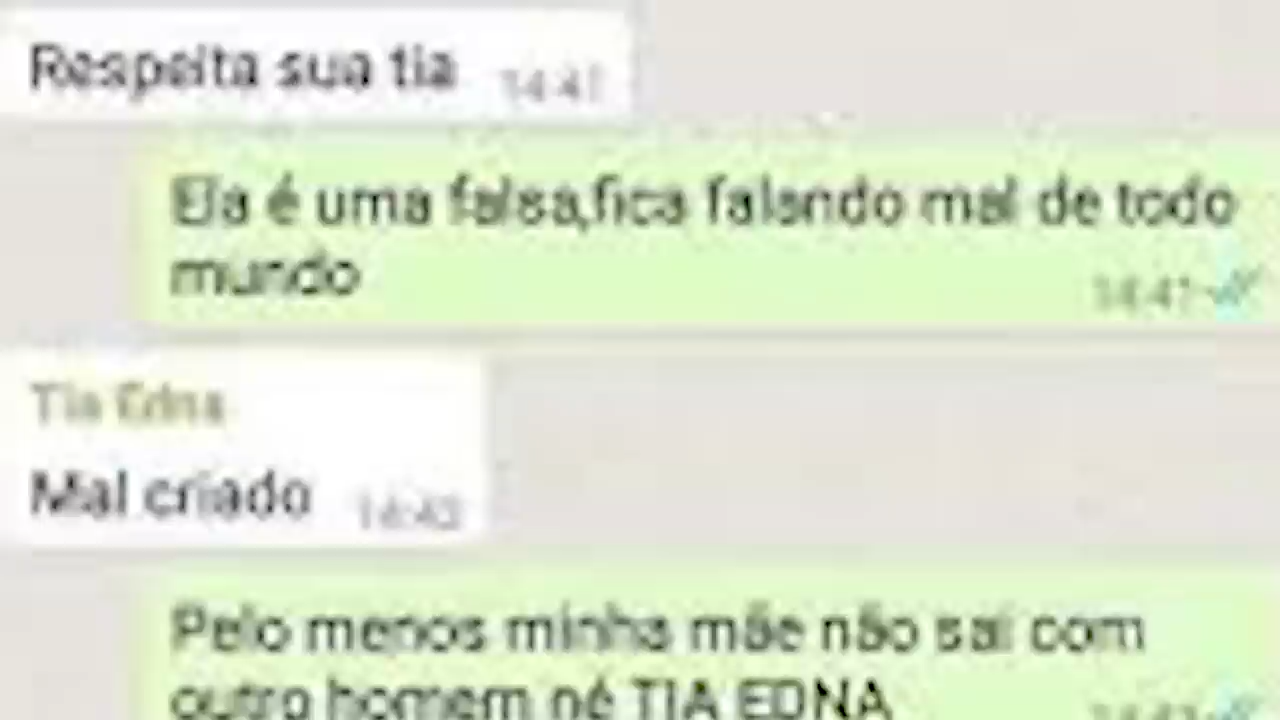 Respeita sua tia 14:41
Ela é uma falsa,fica falando mal de todo
mundo 14:41
Tia Edna
Mal criado 14:42
Pelo menos minha mãe não sai com
outro homem né TIA EDNA